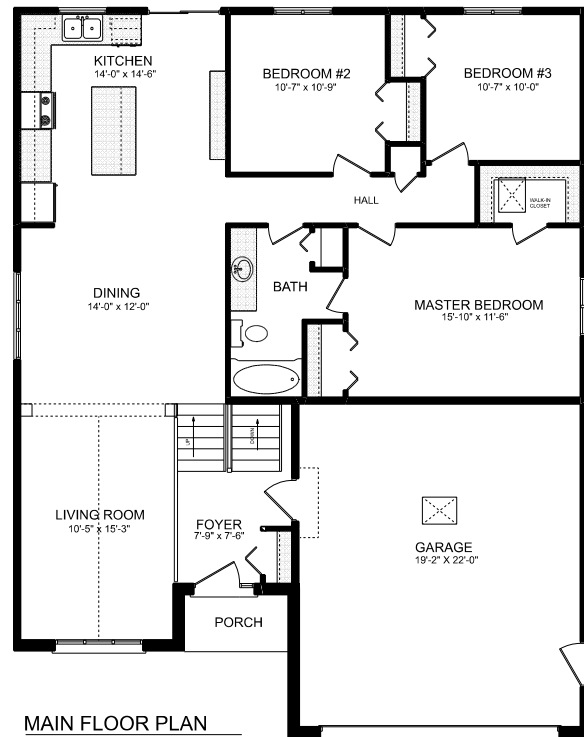 KITCHEN
14'-0" x 14'-6"
BEDROOM #2
10'-7" x 10'-9"
BEDROOM #3
10'-7" x 10'-0"
HALL
WALK-IN
CLOSET
DINING
14'-0" x 12'-0"
BATH
MASTER BEDROOM
15'-10" x 11'-6"
UP
DOWN
LIVING ROOM
10'-5" x 15'-3"
FOYER
7'-9" x 7'-6"
GARAGE
19'-2" X 22'-0"
PORCH
MAIN FLOOR PLAN